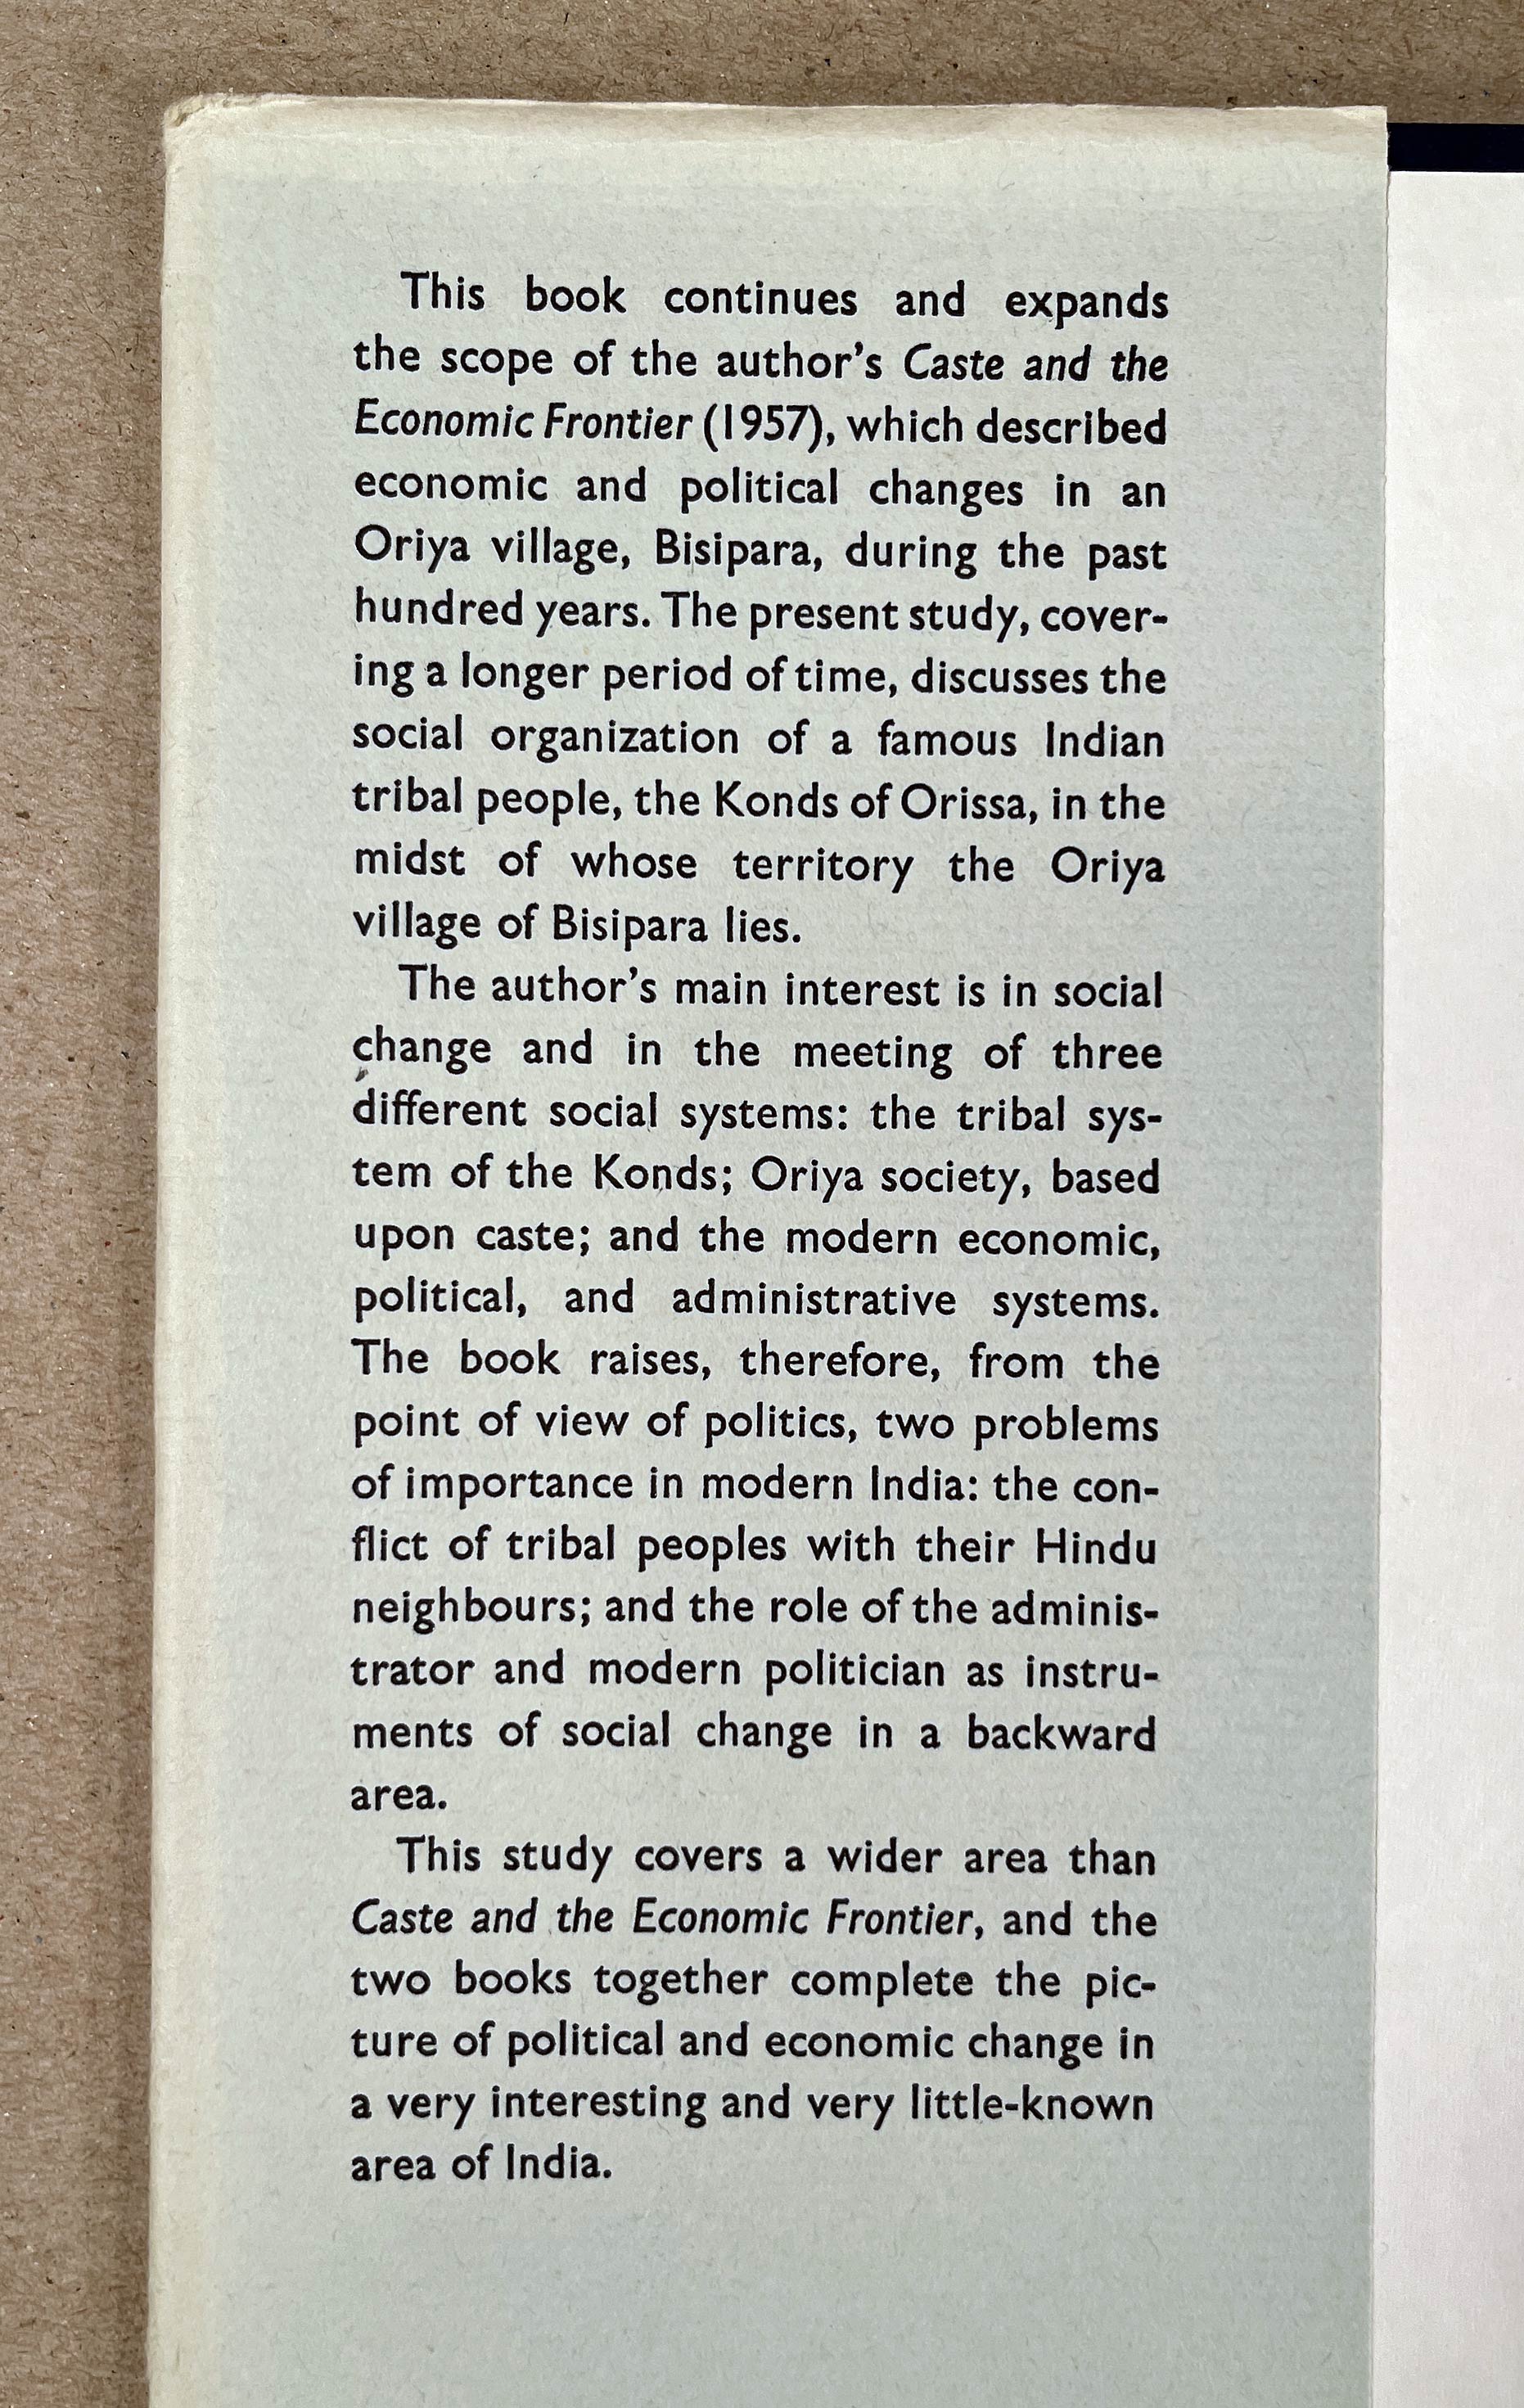 This book continues and expands
the scope of the author’s Caste and the
Economic Frontier (1957), which described
economic and political changes in an
Oriya village, Bisipara, during the past
hundred years. The present study, cover-
ing a longer period of time, discusses the
social organization of a famous Indian
tribal people, the Konds of Orissa, in the
midst of whose territory the Oriya
village of Bisipara lies.
The author’s main interest is in social
change and in the meeting of three
different social systems: the tribal sys-
tem of the Konds; Oriya society, based
upon caste; and the modern economic,
political, and administrative systems.
The book raises, therefore, from the
point of view of politics, two problems
of importance in modern India: the con-
flict of tribal peoples with their Hindu
neighbours; and the role of the adminis-
trator and modern politician as instru-
ments of social change in a backward
area.
This study covers a wider area than
Caste and the Economic Frontier, and the
two books together complete the pic-
ture of political and economic change in
a very interesting and very little-known
area of India.